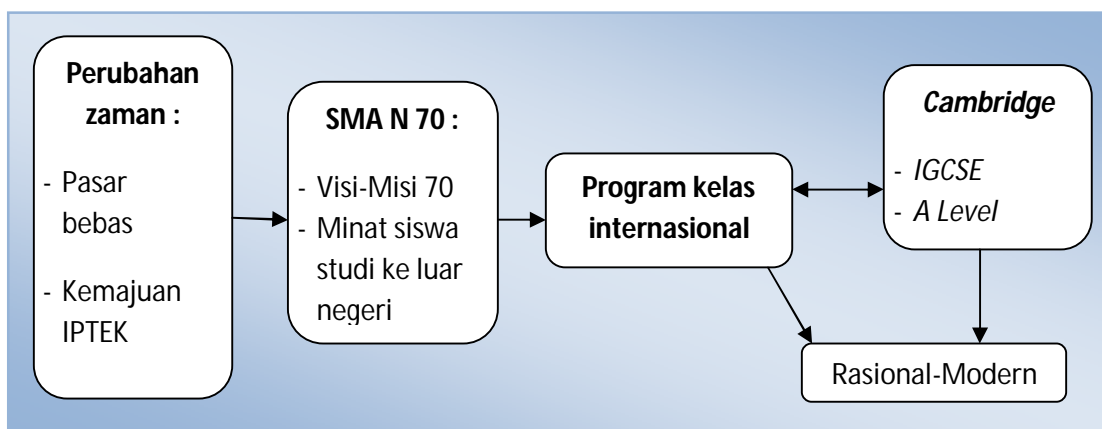 Perubahan
zaman :
- Pasar
bebas
- Kemajuan
IPTEK
SMA N 70 :
- Visi-Misi 70
- Minat siswa
studi ke luar
negeri
Program kelas
internasional
Cambridge
- IGCSE
- A Level
Rasional-Modern